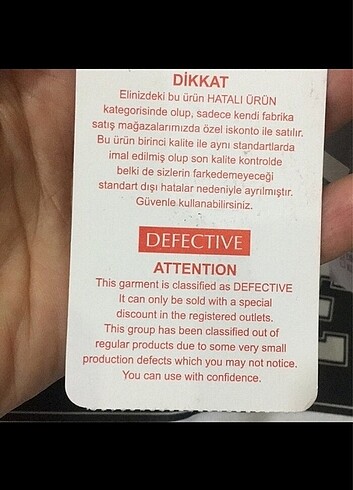 DİKKAT
Elinizdeki bu ürün HATALI ÜRÜN
kategorisinde olup, sadece kendi fabrika
satış mağazalarımızda özel iskonto ile satılır.
Bu ürün birinci kalite ile aynı standartlarda
imal edilmiş olup son kalite kontrolde
belki de sizlerin farkedemeyeceği
standart dışı hatalar nedeniyle ayrılmıştır.
Güvenle kullanabilirsiniz.
DEFECTIVE
ATTENTION
This garment is classified as DEFECTIVE
It can only be sold with a special
discount in the registered outlets.
This group has been classified out of
regular products due to some very small
production defects which you may not notice.
You can use with confidence.